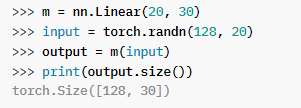 >>> m = nn.Linear(20, 30)
>>> input = torch.randn(128, 20)
>>> output = m(input)
>>> print(output.size())
torch.Size([128, 30])